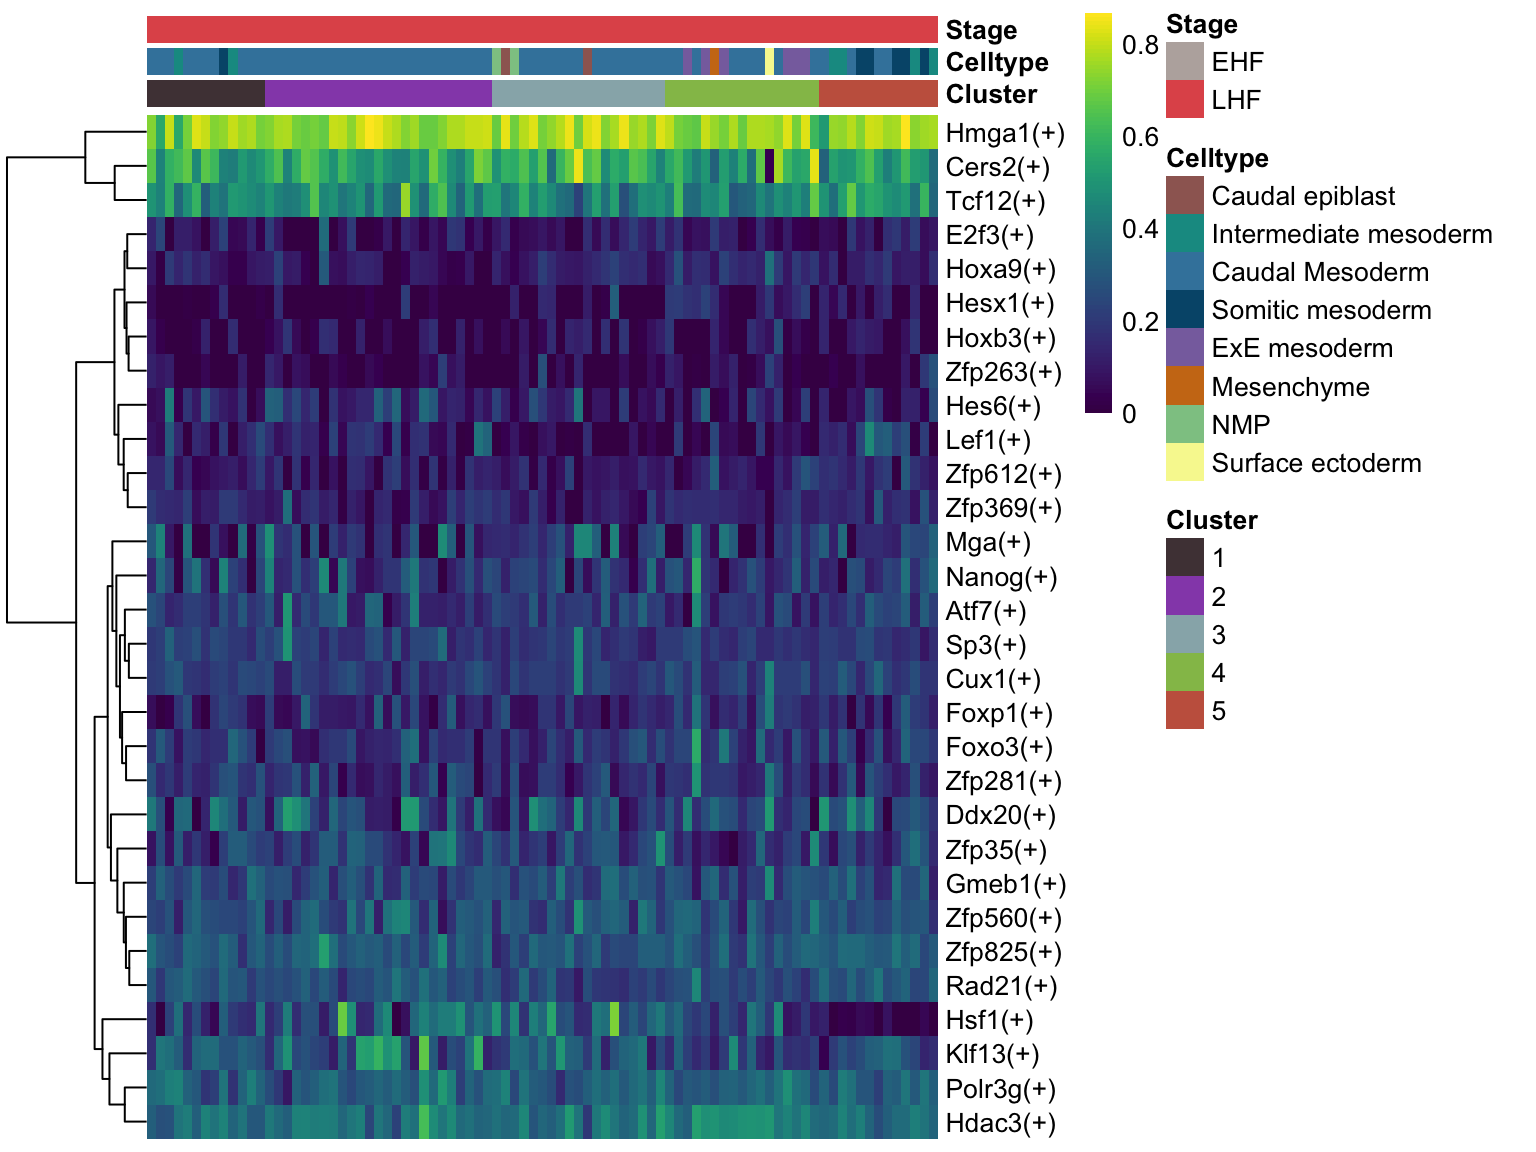 Stage
Celltype
Cluster
Hmga1(+)
Cers2(+)
Tcf12(+)
E2f3(+)
Hoxa9(+)
Hesx1(+)
Hoxb3(+)
Zfp263(+)
Hes6(+)
Lef1(+)
Zfp612(+)
Zfp369(+)
Mga(+)
Nanog(+)
Atf7(+)
Sp3(+)
Cux1(+)
Foxp1(+)
Foxo3(+)
Zfp281(+)
Ddx20(+)
Zfp35(+)
Gmeb1(+)
Zfp560(+)
Zfp825(+)
Rad21(+)
Hsf1(+)
Klf13(+)
Polr3g(+)
Hdac3(+)
0.8
0.6
0.4
0.2
0
Stage
EHF
LHF
Celltype
Caudal epiblast
Intermediate mesoderm
Caudal Mesoderm
Somitic mesoderm
ExE mesoderm
Mesenchyme
NMP
Surface ectoderm
Cluster
1
2
3
4
5